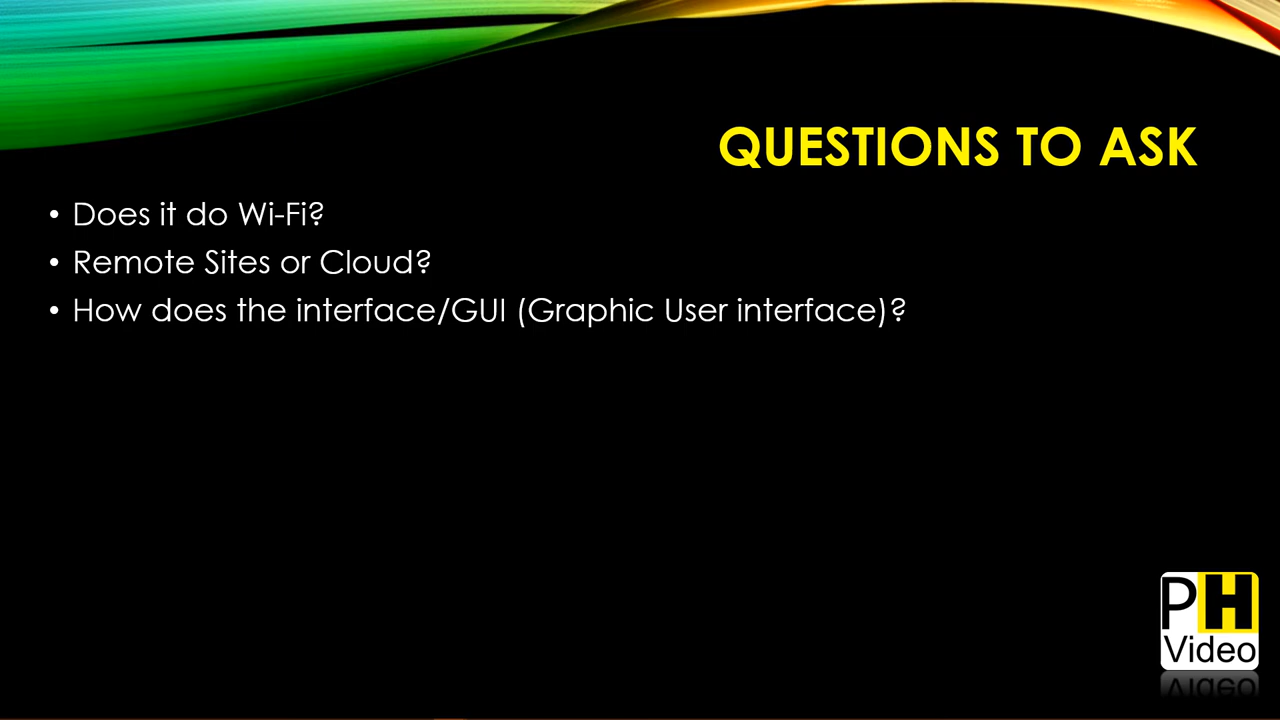 QUESTIONS TO ASK
• Does it do Wi-Fi?
• Remote Sites or Cloud?
• How does the interface/GUI (Graphic User interface)?
PH
Video